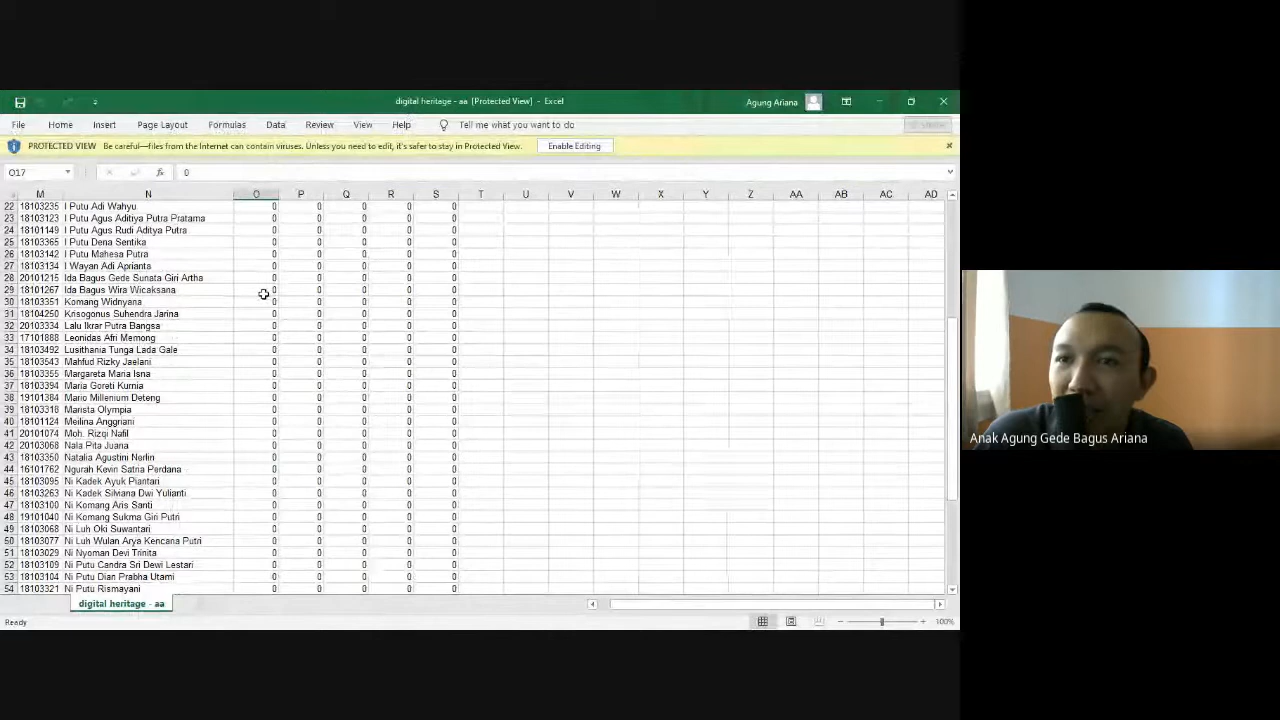 digital heritage - aa [Protected View] - Excel
Agung Ariana
File Home Insert Page Layout Formulas Data Review View Help Tell me what you want to do
PROTECTED VIEW Be careful—files from the Internet can contain viruses. Unless you need to edit, it's safer to stay in Protected View. Enable Editing
O17 fx 0
M N O P Q R S T U V W X Y Z AA AB AC AD
22 18103235 I Putu Adi Wahyu 0 0 0 0 0
23 18103123 I Putu Agus Aditiya Putra Pratama 0 0 0 0 0
24 18101149 I Putu Agus Rudi Aditya Putra 0 0 0 0 0
25 18103365 I Putu Dena Sentika 0 0 0 0 0
26 18103142 I Putu Mahesa Putra 0 0 0 0 0
27 18103134 I Wayan Adi Aprianta 0 0 0 0 0
28 20101215 Ida Bagus Gede Sunata Giri Artha 0 0 0 0 0
29 18101267 Ida Bagus Wira Wicaksana 0 0 0 0 0
30 18103351 Komang Widnyana 0 0 0 0 0
31 18104250 Krisogonus Suhendra Jarina 0 0 0 0 0
32 20103334 Lalu Ikrar Putra Bangsa 0 0 0 0 0
33 17101888 Leonidas Afri Memong 0 0 0 0 0
34 18103492 Lusithania Tunga Lada Gale 0 0 0 0 0
35 18103543 Mahfud Rizky Jaelani 0 0 0 0 0
36 18103355 Margareta Maria Isna 0 0 0 0 0
37 18103394 Maria Goreti Kurnia 0 0 0 0 0
38 19101384 Mario Millenium Deteng 0 0 0 0 0
39 18103318 Marista Olympia 0 0 0 0 0
40 18101124 Meilina Anggriani 0 0 0 0 0
41 20101074 Moh. Rizqi Nafil 0 0 0 0 0
42 20103068 Nala Pita Juana 0 0 0 0 0
43 18103350 Natalia Agustini Nerlin 0 0 0 0 0
44 16101762 Ngurah Kevin Satria Perdana 0 0 0 0 0
45 18103095 Ni Kadek Ayuk Piantari 0 0 0 0 0
46 18103263 Ni Kadek Silviana Dwi Yulianti 0 0 0 0 0
47 18103100 Ni Komang Aris Santi 0 0 0 0 0
48 19101040 Ni Komang Sukma Giri Putri 0 0 0 0 0
49 18103068 Ni Luh Oki Suwantari 0 0 0 0 0
50 18103077 Ni Luh Wulan Arya Kencana Putri 0 0 0 0 0
51 18103029 Ni Nyoman Devi Trinita 0 0 0 0 0
52 18103109 Ni Putu Candra Sri Dewi Lestari 0 0 0 0 0
53 18103104 Ni Putu Dian Prabha Utami 0 0 0 0 0
54 18103321 Ni Putu Rismayani 0 0 0 0 0
digital heritage - aa
Ready 100%
Anak Agung Gede Bagus Ariana